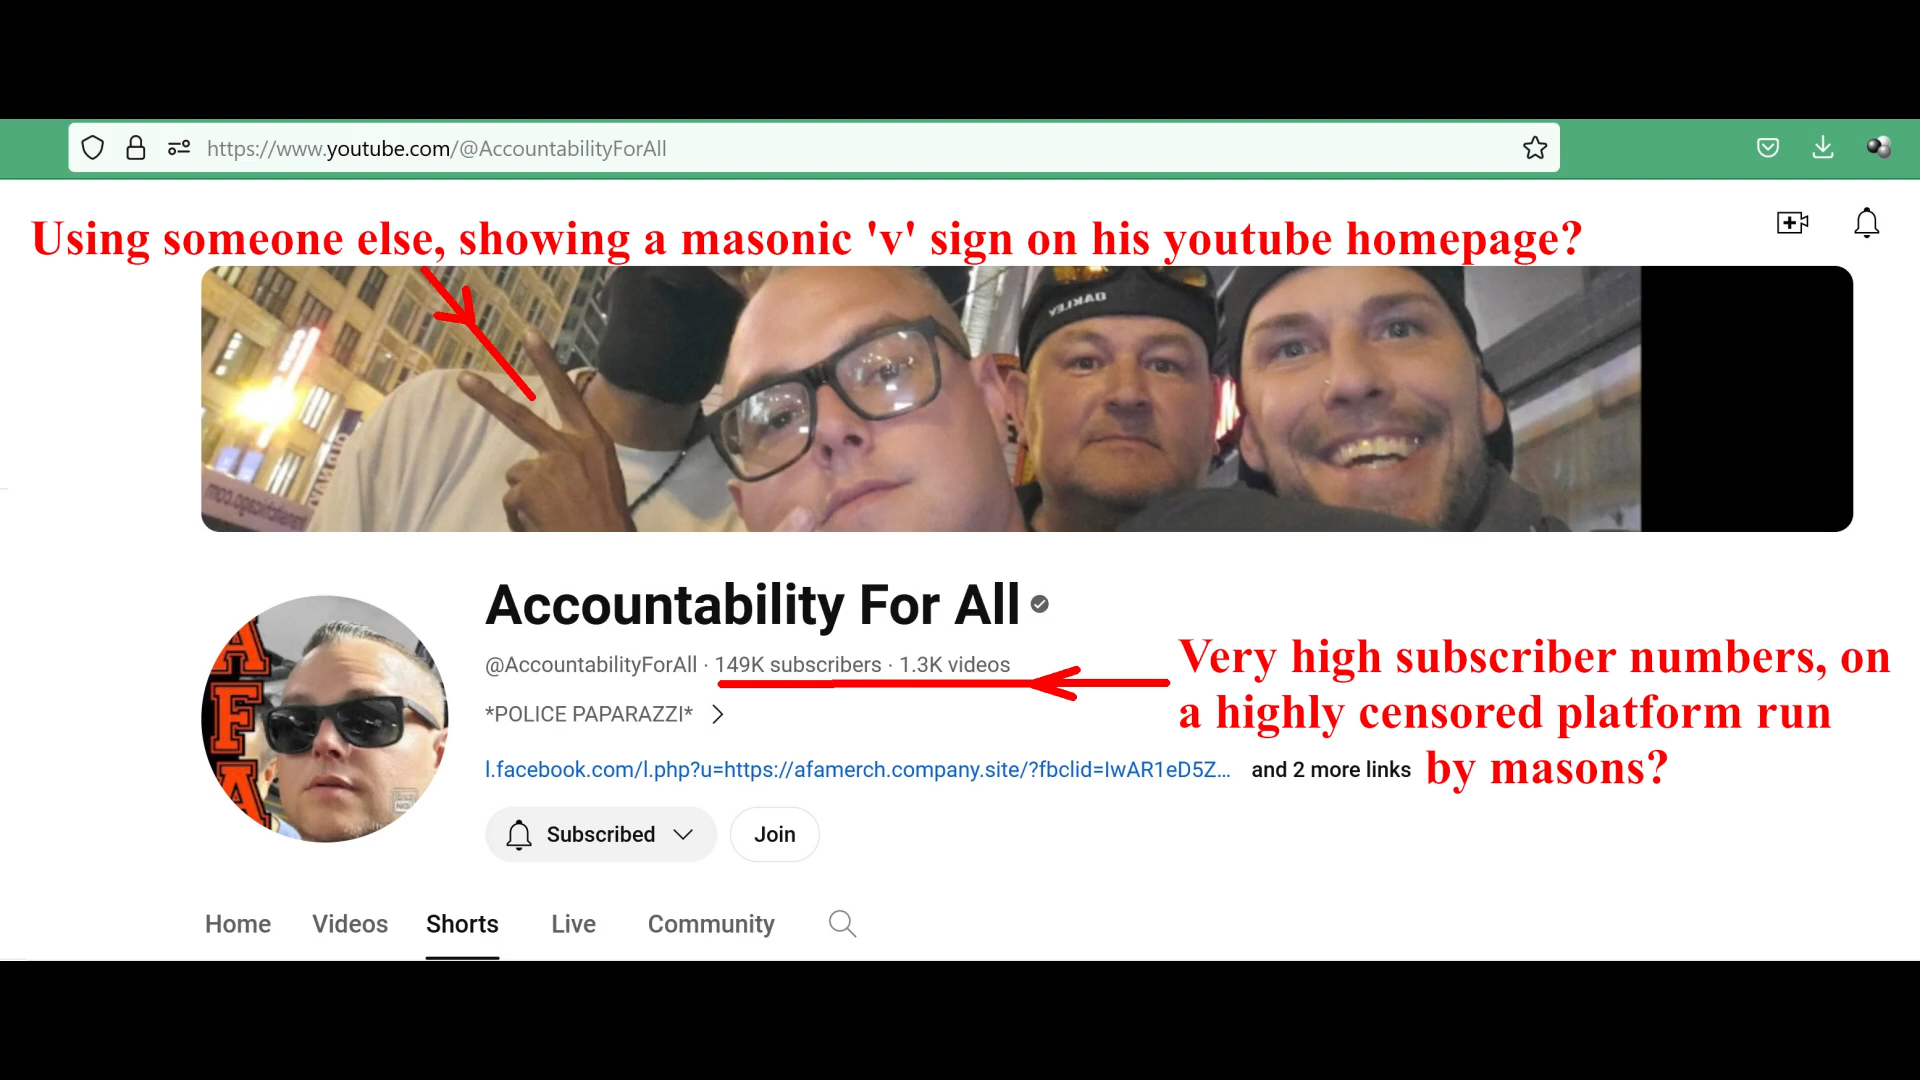 https://www.youtube.com/@AccountabilityForAll
Using someone else, showing a masonic 'v' sign on his youtube homepage?
OAKLEY
Accountability For All
@AccountabilityForAll · 149K subscribers · 1.3K videos
Very high subscriber numbers, on
a highly censored platform run
by masons?
*POLICE PAPARAZZI*
l.facebook.com/l.php?u=https://afamerch.company.site/?fbclid=IwAR1eD5Z... and 2 more links
AFA
Subscribed
Join
Home Videos Shorts Live Community